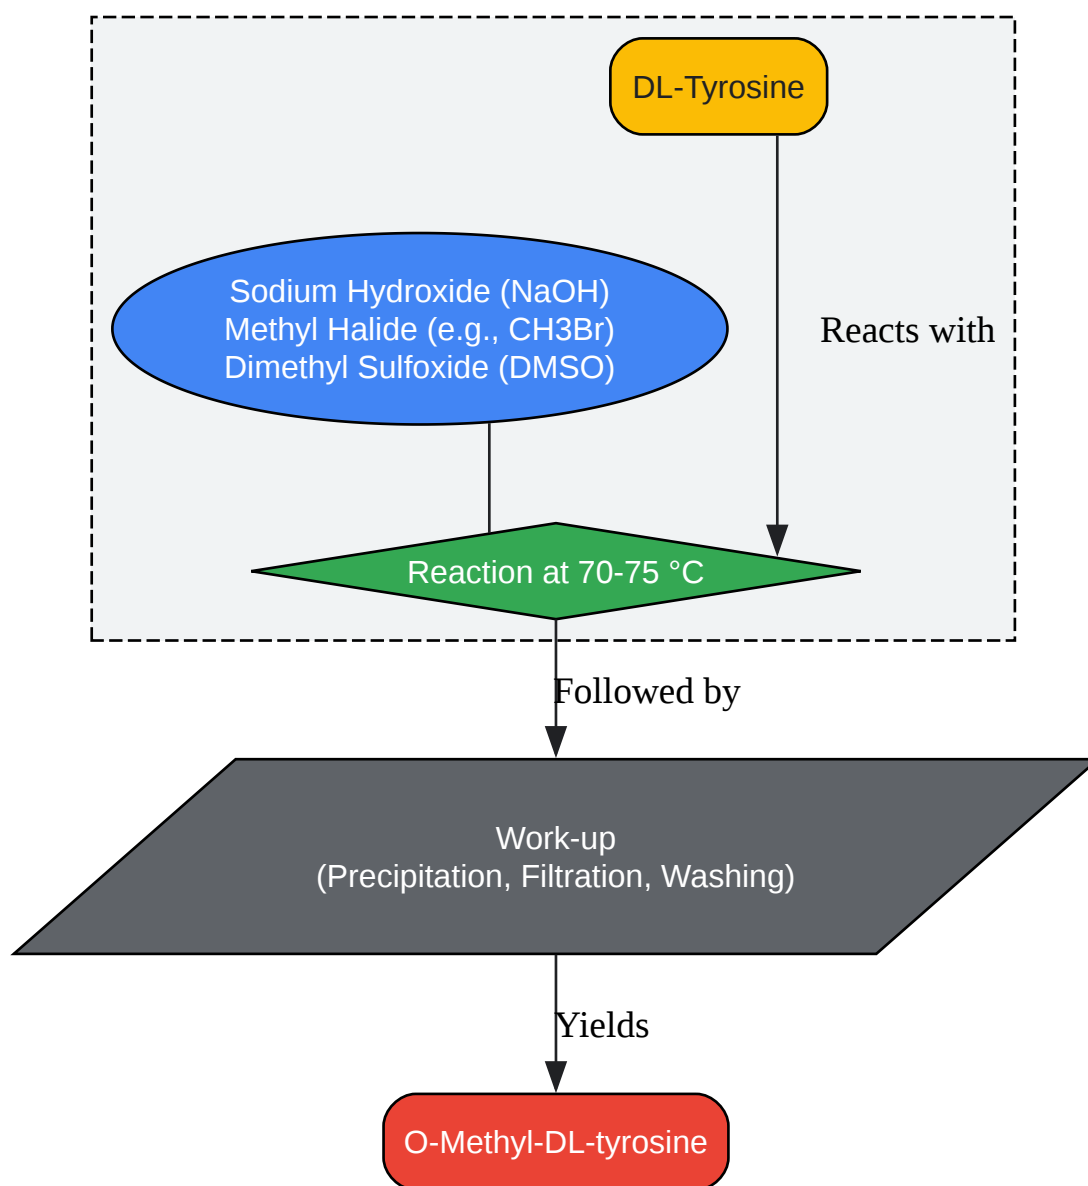 DL-Tyrosine
Sodium Hydroxide (NaOH)
Methyl Halide (e.g., CH3Br)
Dimethyl Sulfoxide (DMSO)
Reacts with
Reaction at 70-75 °C
Followed by
Work-up
(Precipitation, Filtration, Washing)
Yields
O-Methyl-DL-tyrosine